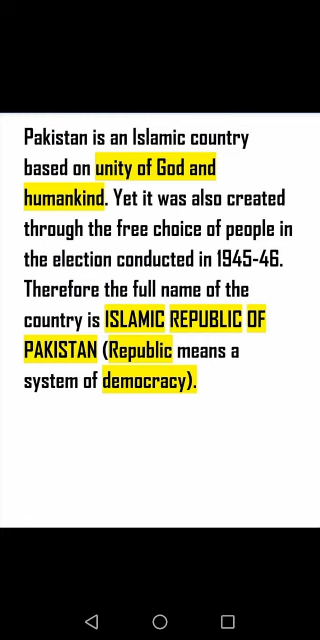 Pakistan is an Islamic country
based on unity of God and
humankind. Yet it was also created
through the free choice of people in
the election conducted in 1945-46.
Therefore the full name of the
country is ISLAMIC REPUBLIC OF
PAKISTAN (Republic means a
system of democracy).